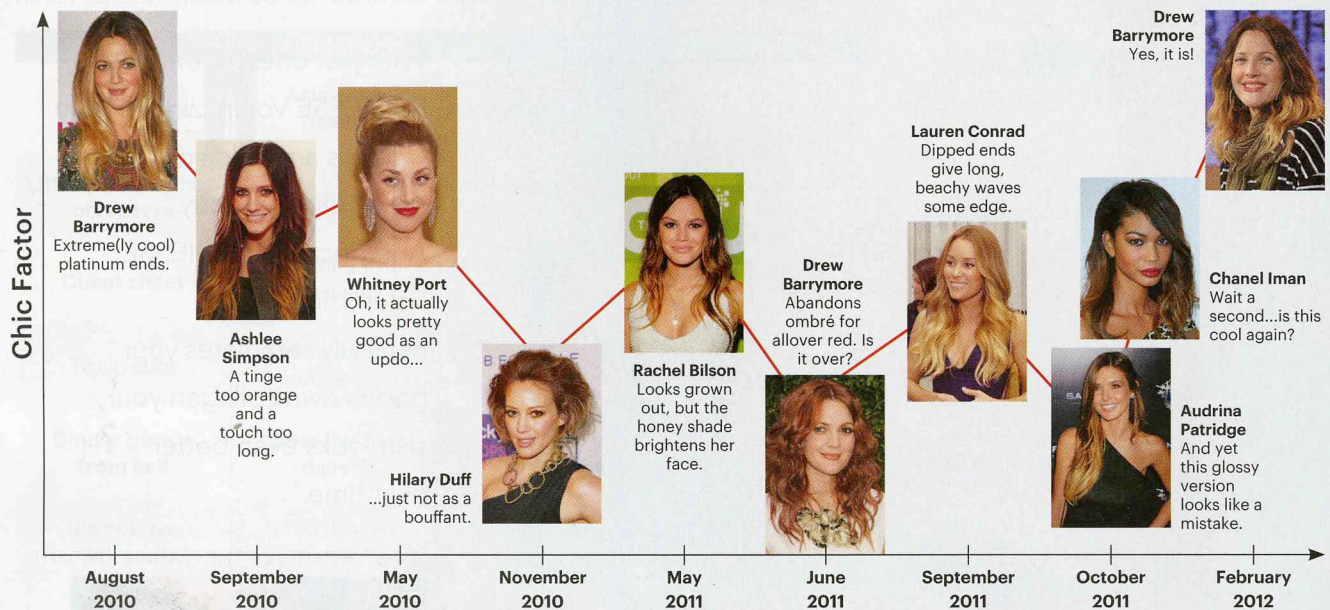 Chic Factor
Drew
Barrymore
Extreme(ly cool)
platinum ends.
Ashlee
Simpson
A tinge
too orange
and a
touch too
long.
Whitney Port
Oh, it actually
looks pretty
good as an
updo...
Hilary Duff
...just not as a
bouffant.
Rachel Bilson
Looks grown
out, but the
honey shade
brightens her
face.
Drew
Barrymore
Abandons
ombré for
allover red. Is
it over?
Lauren Conrad
Dipped ends
give long,
beachy waves
some edge.
Audrina
Patridge
And yet
this glossy
version
looks like a
mistake.
Chanel Iman
Wait a
second...is this
cool again?
Drew
Barrymore
Yes, it is!
August
2010
September
2010
May
2010
November
2010
May
2011
June
2011
September
2011
October
2011
February
2012